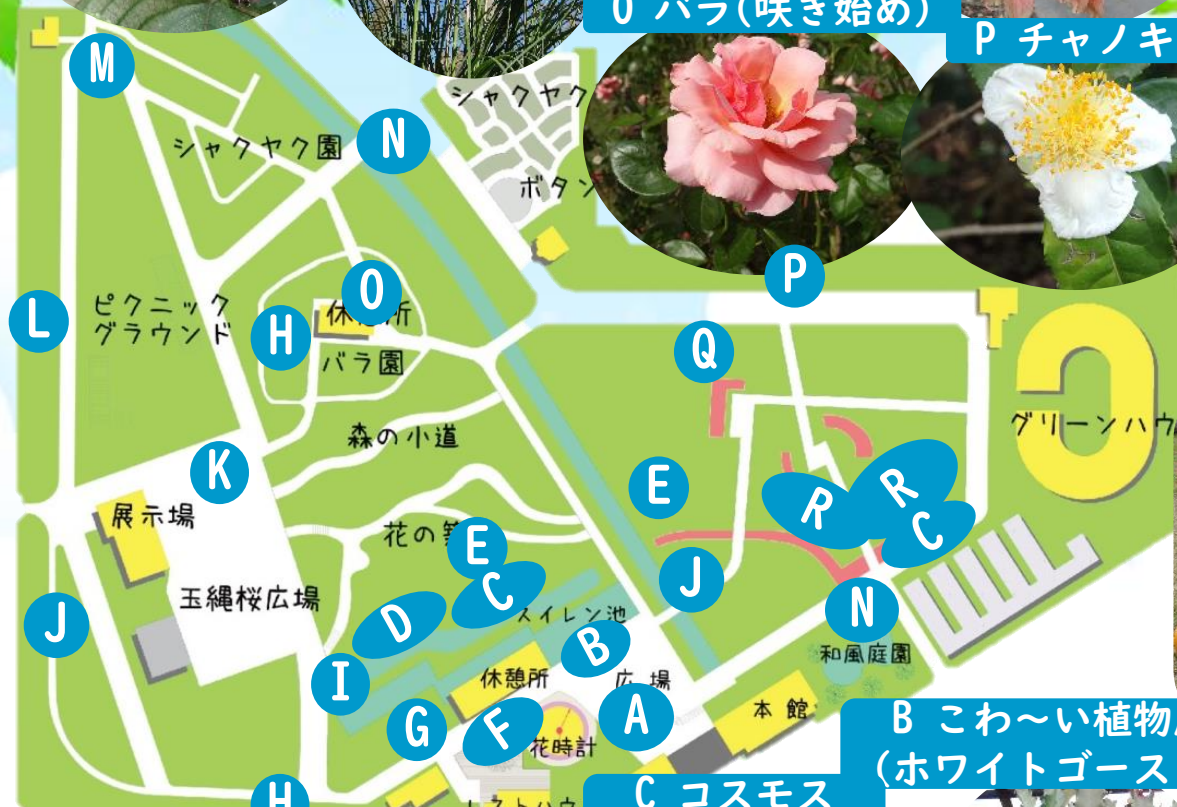 O バラ(咲き始め)
P チャノキ
M
シャクヤク
シャクヤク園
N
ボタン
P
O
L
ピクニック
グラウンド
H
休憩所
Q
バラ園
グリーンハウ
森の小道
K
E
R
R
展示場
C
花の
E
J
C
玉縄桜広場
スイレン池
N
J
D
B
和風庭園
I
休憩所
広場
A
本館
G
F
花時計
B こわ～い植物
(ホワイトゴース
C コスモス
H
レストハウ